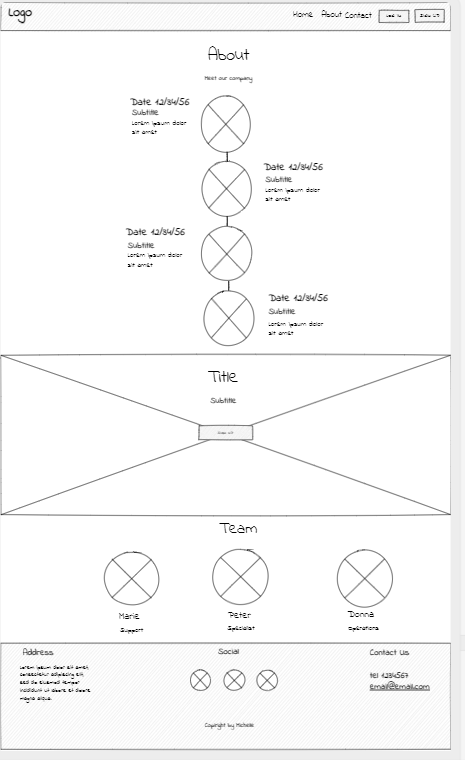 Logo
Home About Contact Log In Sign Up
About
Meet our company
Date 12/34/56
Subtitle
Lorem ipsum dolor
sit amet
Date 12/34/56
Subtitle
Lorem ipsum dolor
sit amet
Date 12/34/56
Subtitle
Lorem ipsum dolor
sit amet
Date 12/34/56
Subtitle
Lorem ipsum dolor
sit amet
Title
Subtitle
Sign Up
Team
Marie
Support
Peter
Specialist
Donna
Operations
Address
Lorem ipsum dolor sit amet,
consectetur adipiscing elit,
sed do eiusmod tempor
incididunt ut labore et dolore
magna aliqua.
Social
Contact Us
tel 1234567
email@email.com
Copyright by Michelle